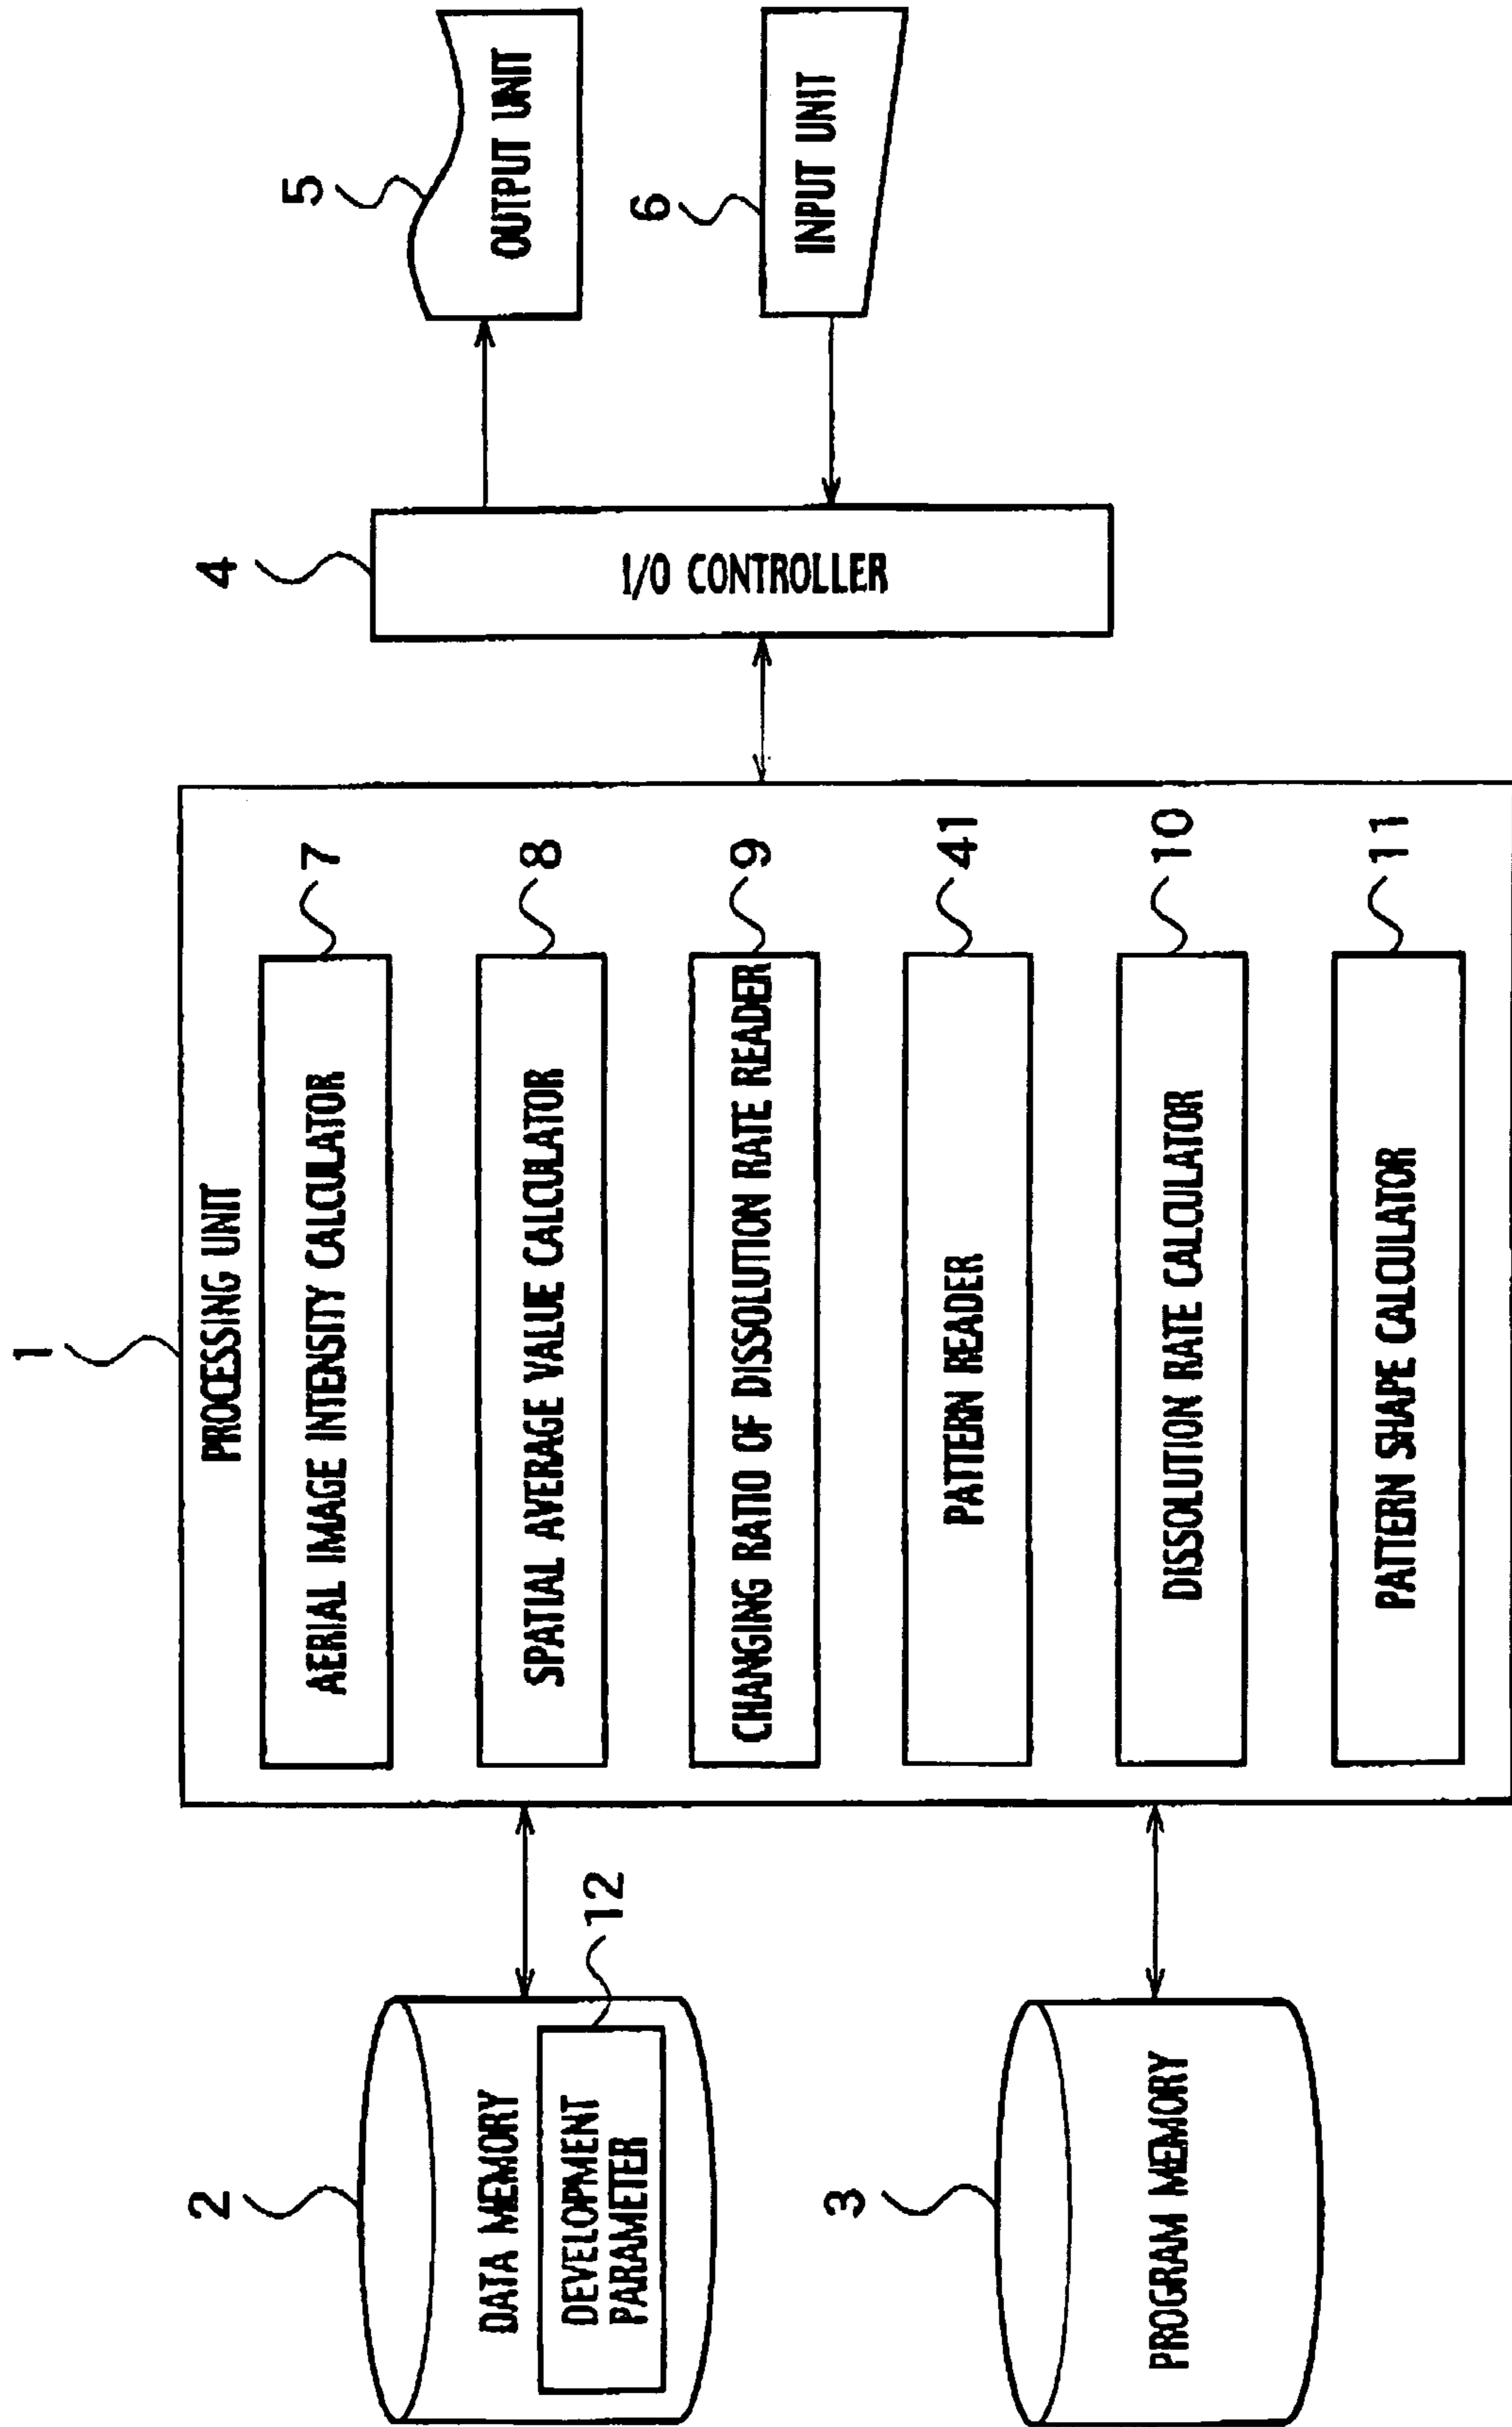 1
PROCESSING UNIT
AERIAL IMAGE INTENSITY CALCULATOR
7
SPATIAL AVERAGE VALUE CALCULATOR
8
CHANGING RATIO OF DISSOLUTION RATE READER
9
PATTERN READER
41
DISSOLUTION RATE CALCULATOR
10
PATTERN SHAPE CALCULATOR
11
2
DATA MEMORY
DEVELOPMENT
PARAMETER
12
3
PROGRAM MEMORY
4
I/O CONTROLLER
5
OUTPUT UNIT
6
INPUT UNIT